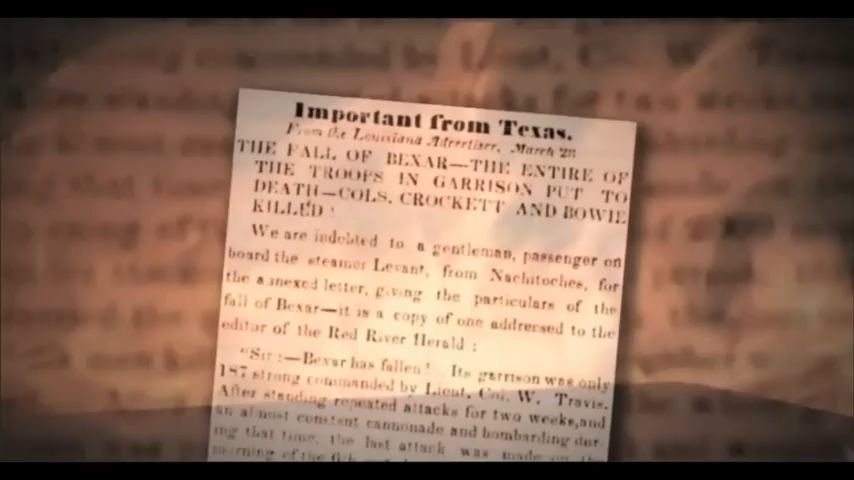 Important from Texas.
From the Louisiana Advertiser, March 28
THE FALL OF BEXAR—THE ENTIRE OF
THE TROOPS IN GARRISON PUT TO
DEATH—COLS. CROCKETT AND BOWIE
KILLED!
We are indebted to a gentleman, passenger on
board the steamer Levant, from Nachitoches, for
the annexed letter, giving the particulars of the
fall of Bexar—it is a copy of one addressed to the
editor of the Red River Herald:
"Sir:—Bexar has fallen! Its garrison was only
187 strong commanded by Lieut. Col. W. Travis.
After standing repeated attacks for two weeks, and
an almost constant cannonade and bombarding dur-
ing that time, the last attack was made on the
morning of the 6th